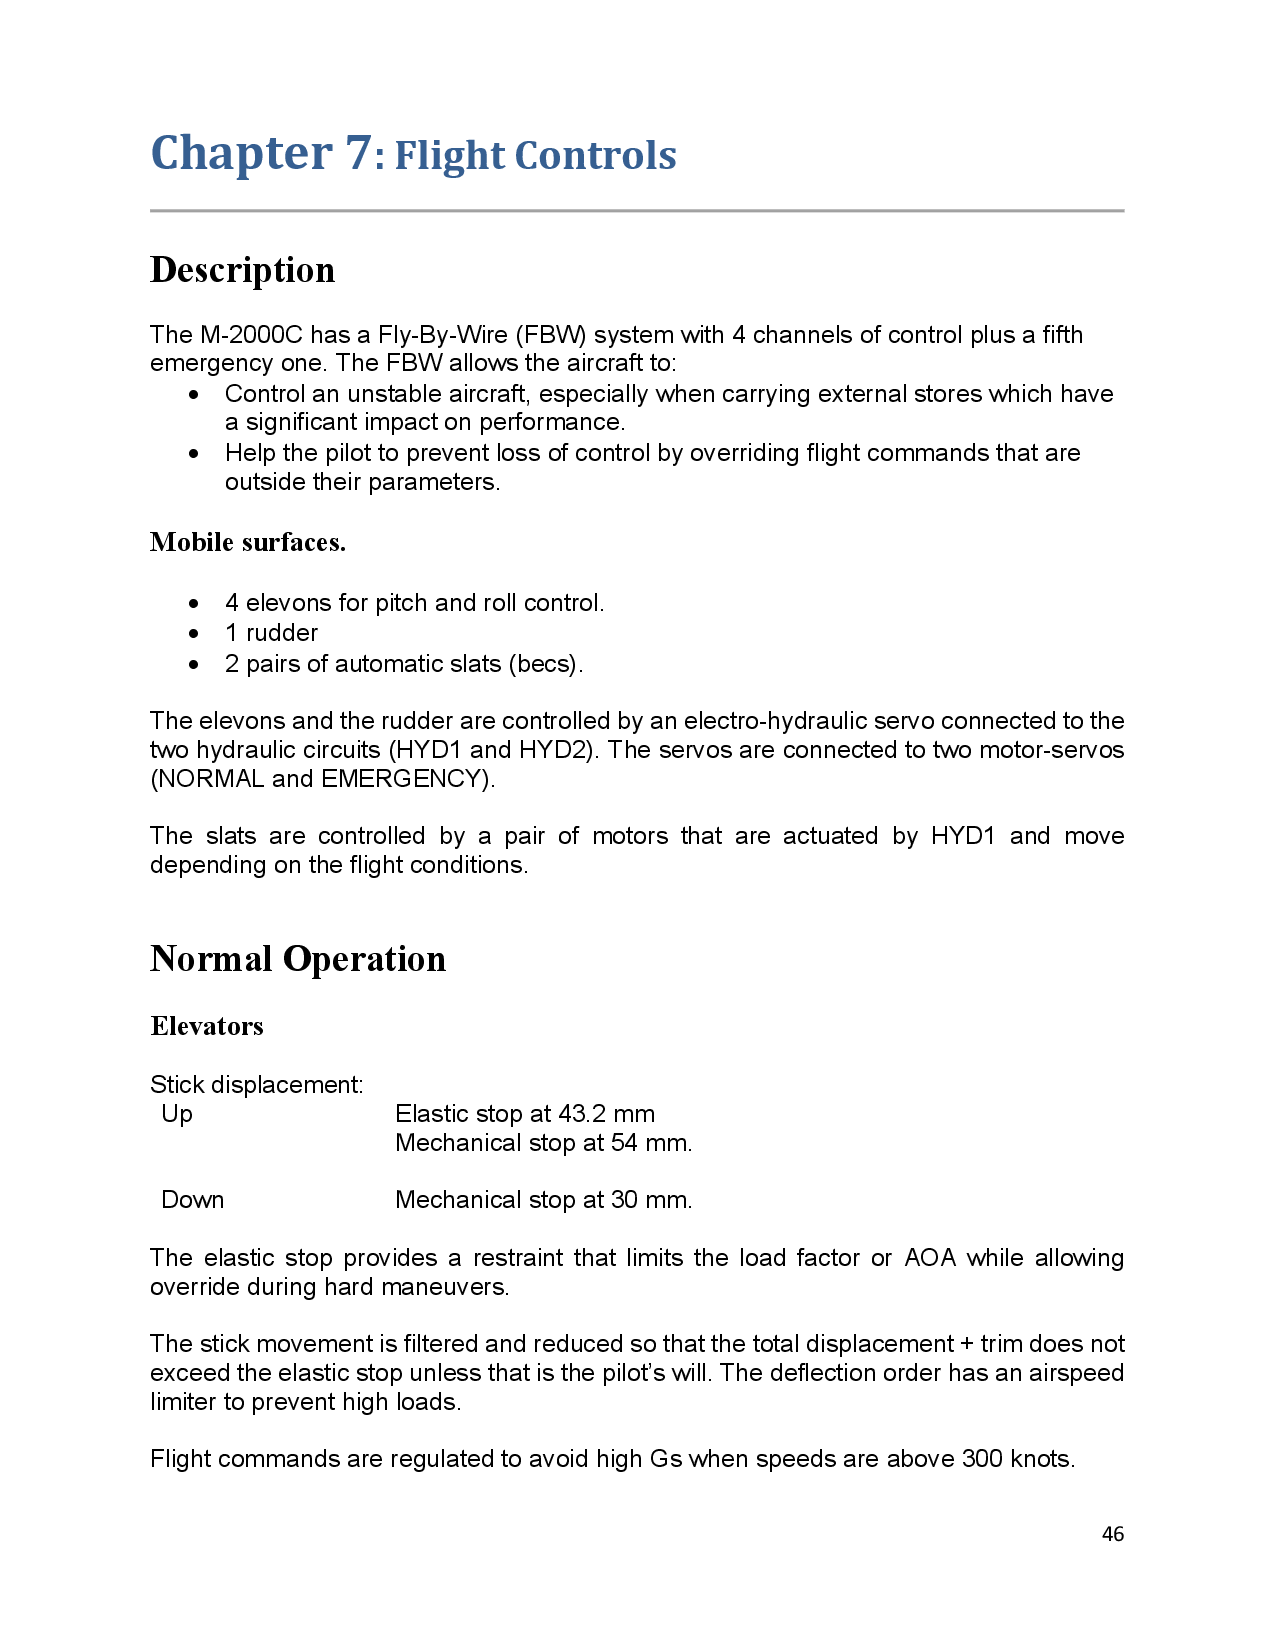 Chapter 7: Flight Controls
Description
The M-2000C has a Fly-By-Wire (FBW) system with 4 channels of control plus a fifth
emergency one. The FBW allows the aircraft to:
• Control an unstable aircraft, especially when carrying external stores which have
a significant impact on performance.
• Help the pilot to prevent loss of control by overriding flight commands that are
outside their parameters.
Mobile surfaces.
• 4 elevons for pitch and roll control.
• 1 rudder
• 2 pairs of automatic slats (becs).
The elevons and the rudder are controlled by an electro-hydraulic servo connected to the
two hydraulic circuits (HYD1 and HYD2). The servos are connected to two motor-servos
(NORMAL and EMERGENCY).
The slats are controlled by a pair of motors that are actuated by HYD1 and move
depending on the flight conditions.
Normal Operation
Elevators
Stick displacement:
Up Elastic stop at 43.2 mm
Mechanical stop at 54 mm.
Down Mechanical stop at 30 mm.
The elastic stop provides a restraint that limits the load factor or AOA while allowing
override during hard maneuvers.
The stick movement is filtered and reduced so that the total displacement + trim does not
exceed the elastic stop unless that is the pilot’s will. The deflection order has an airspeed
limiter to prevent high loads.
Flight commands are regulated to avoid high Gs when speeds are above 300 knots.
46